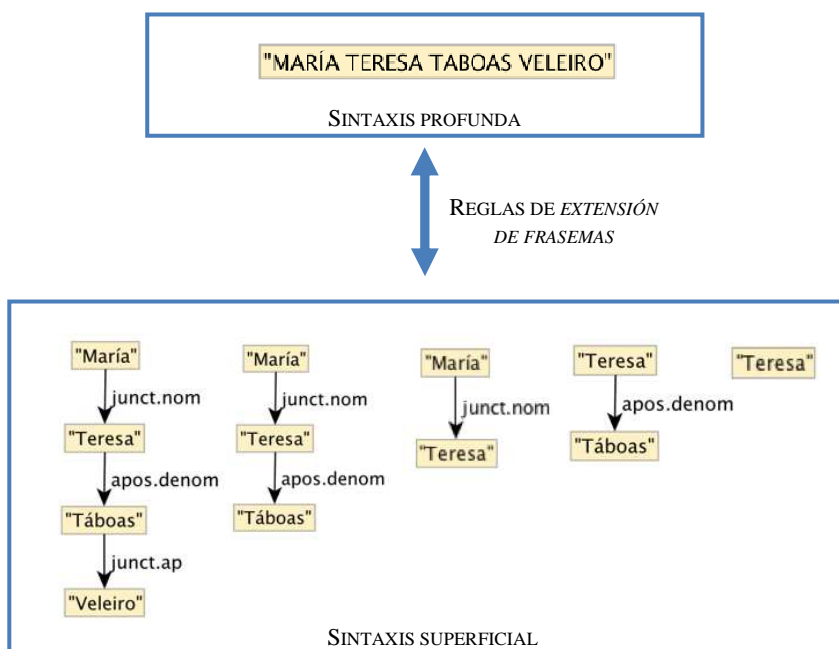 "MARÍA TERESA TABOAS VELEIRO"
SINTAXIS PROFUNDA
REGLAS DE EXTENSIÓN
DE FRASEMAS
"María"
junct.nom
"Teresa"
apos.denom
"Táboas"
junct.ap
"Veleiro"
"María"
junct.nom
"Teresa"
apos.denom
"Táboas"
"María"
junct.nom
"Teresa"
"Teresa"
apos.denom
"Táboas"
"Teresa"
SINTAXIS SUPERFICIAL